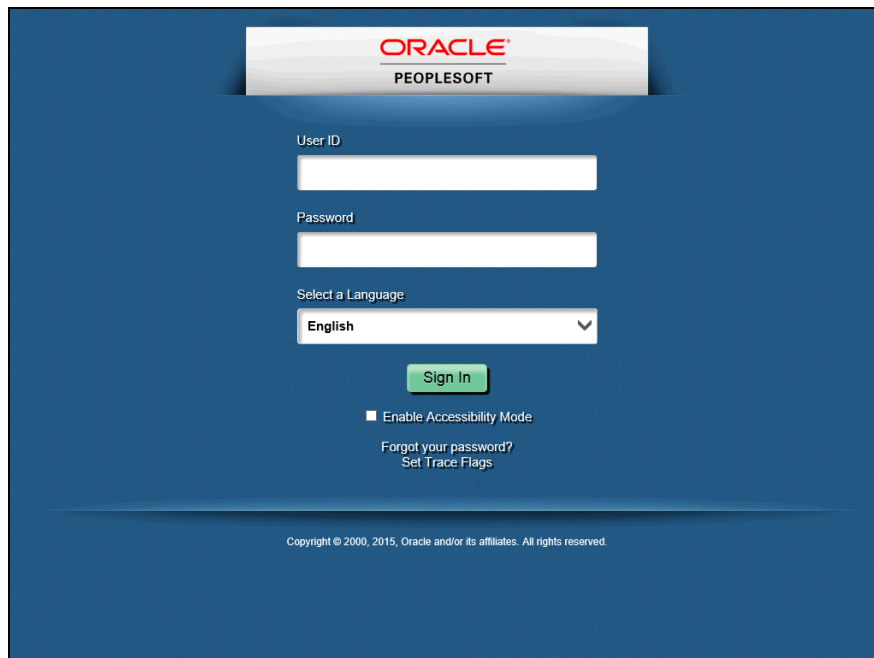 ORACLE
PEOPLESOFT
User ID
Password
Select a Language
English
Sign In
Enable Accessibility Mode
Forgot your password?
Set Trace Flags
Copyright © 2000, 2015, Oracle and/or its affiliates. All rights reserved.